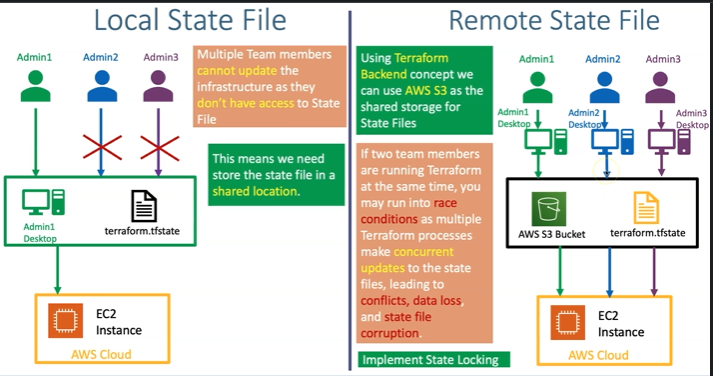 Local State File
Admin1
Admin2
Admin3
Multiple Team members
cannot update the
infrastructure as they
don't have access to State
File
This means we need
store the state file in a
shared location.
Admin1
Desktop
terraform.tfstate
EC2
Instance
AWS Cloud
Remote State File
Using Terraform
Backend concept we
can use AWS S3 as the
shared storage for
State Files
If two team members
are running Terraform
at the same time, you
may run into race
conditions as multiple
Terraform processes
make concurrent
updates to the state
files, leading to
conflicts, data loss,
and state file
corruption.
Implement State Locking
Admin1
Admin2
Admin3
Admin1
Desktop
Admin2
Desktop
Admin3
Desktop
AWS S3 Bucket
terraform.tfstate
EC2
Instance
AWS Cloud